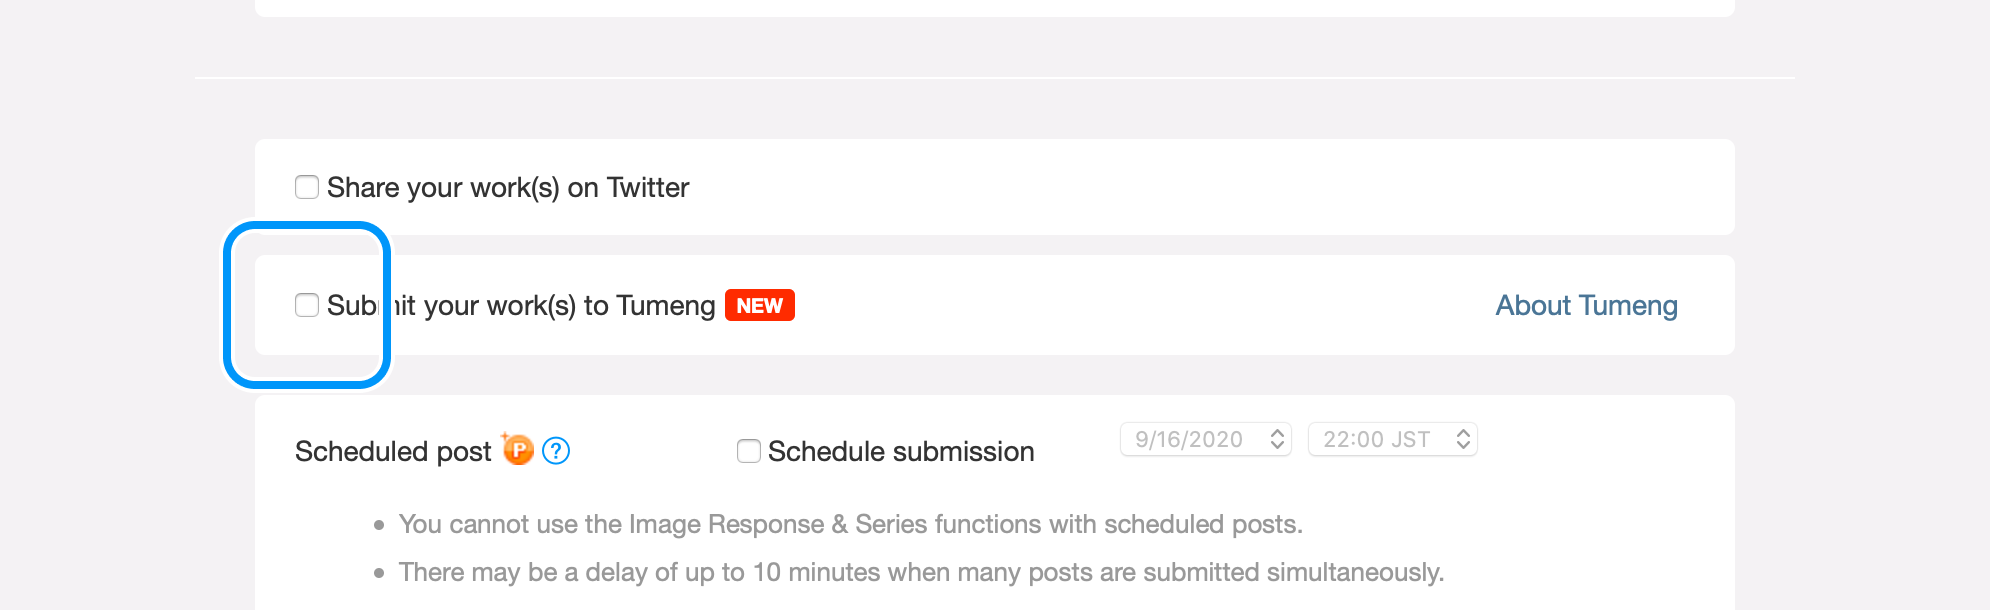 Share your work(s) on Twitter
Submit your work(s) to Tumeng NEW About Tumeng
Scheduled post P ? Schedule submission 9/16/2020 22:00 JST
• You cannot use the Image Response & Series functions with scheduled posts.
• There may be a delay of up to 10 minutes when many posts are submitted simultaneously.